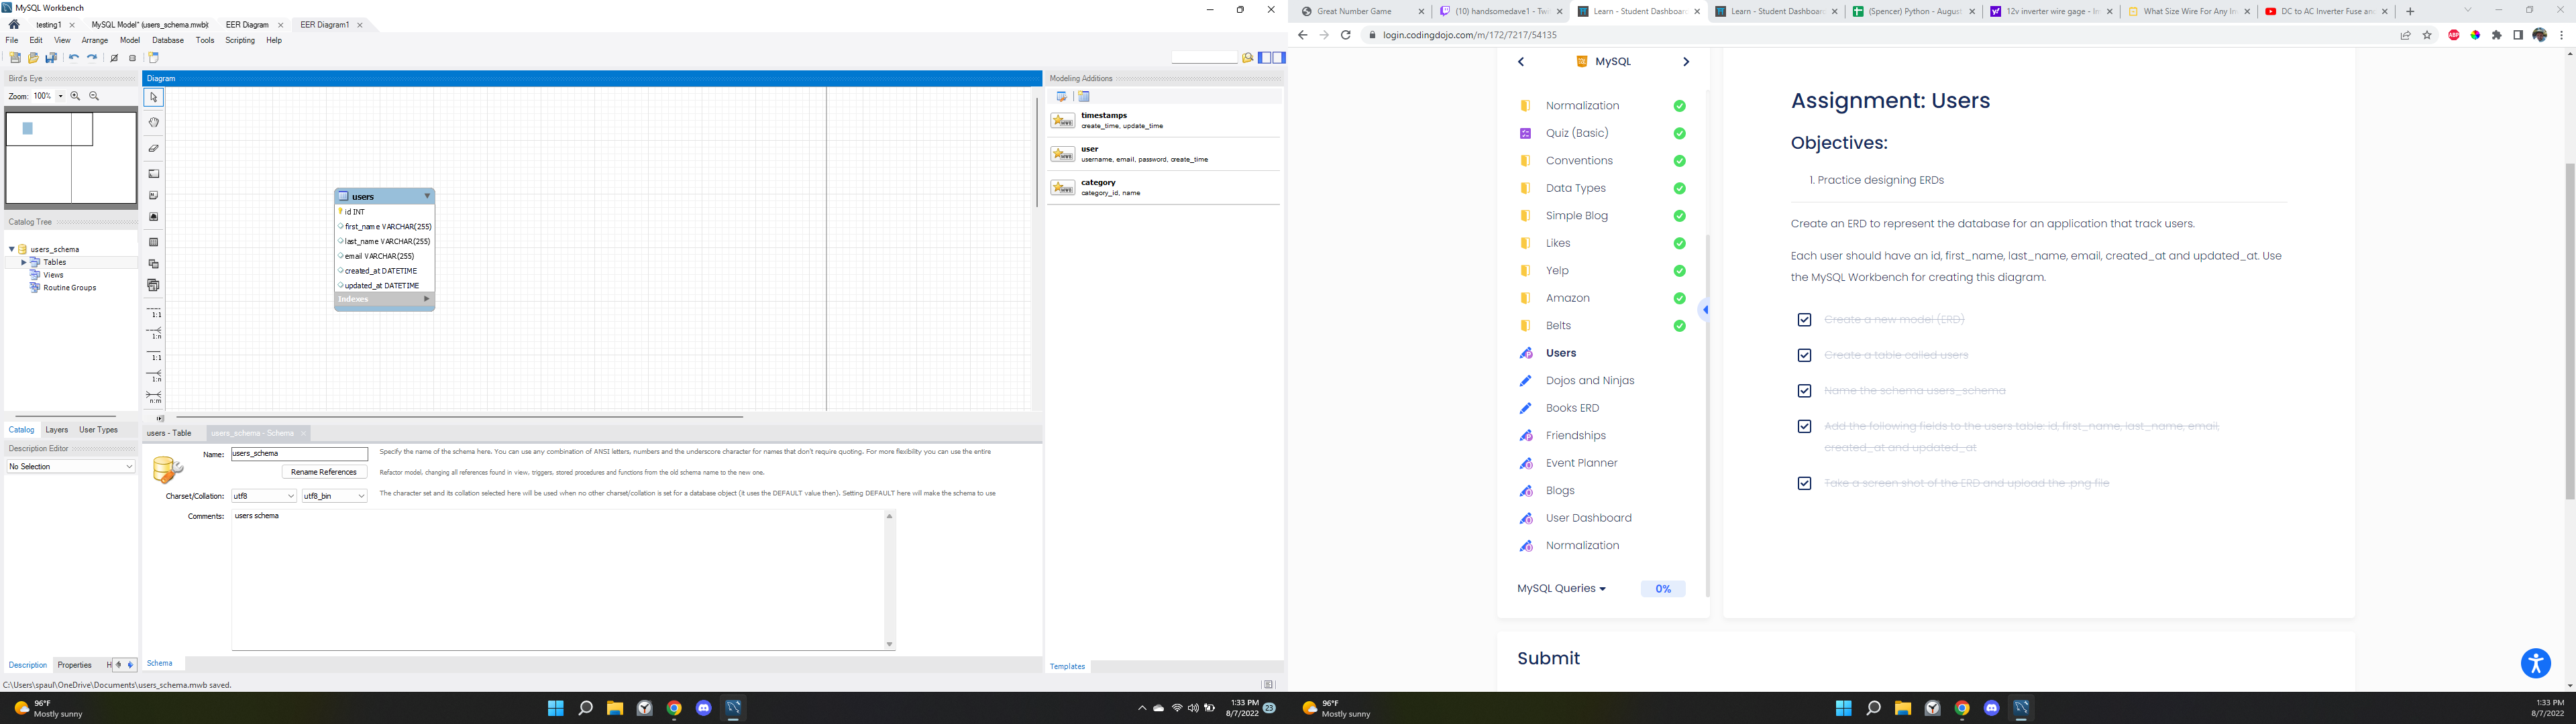 MySQL Workbench
testing1
MySQL Model* (users_schema.mwb)
EER Diagram
EER Diagram1
File Edit View Arrange Model Database Tools Scripting Help
Bird's Eye
Zoom: 100%
Catalog Tree
users_schema
Tables
Views
Routine Groups
Catalog Layers User Types
Description Editor
No Selection
Description Properties H
Diagram
1:1
1:n
1:1
1:n
n:m
users
id INT
first_name VARCHAR(255)
last_name VARCHAR(255)
email VARCHAR(255)
created_at DATETIME
updated_at DATETIME
Indexes
Modeling Additions
timestamps
create_time, update_time
user
username, email, password, create_time
category
category_id, name
Templates
users - Table
users_schema - Schema
Name: users_schema
Specify the name of the schema here. You can use any combination of ANSI letters, numbers and the underscore character for names that don't require quoting. For more flexibility you can use the entire
Rename References
Refactor model, changing all references found in view, triggers, stored procedures and functions from the old schema name to the new one.
Charset/Collation: utf8 utf8_bin
The character set and its collation selected here will be used when no other charset/collation is set for a database object (it uses the DEFAULT value then). Setting DEFAULT here will make the schema to use
Comments: users schema
Schema
C:\Users\spaul\OneDrive\Documents\users_schema.mwb saved.
96°F
Mostly sunny
1:33 PM
8/7/2022
23
Great Number Game
(10) handsomedave1 - Tw
Learn - Student Dashboard
Learn - Student Dashboard
(Spencer) Python - August
12v inverter wire gage
What Size Wire For Any In
DC to AC Inverter Fuse and
login.codingdojo.com/m/172/7217/54135
ABP
MySQL
Normalization
Quiz (Basic)
Conventions
Data Types
Simple Blog
Likes
Yelp
Amazon
Belts
Users
Dojos and Ninjas
Books ERD
Friendships
Event Planner
Blogs
User Dashboard
Normalization
MySQL Queries
0%
Assignment: Users
Objectives:
1. Practice designing ERDs
Create an ERD to represent the database for an application that track users.
Each user should have an id, first_name, last_name, email, created_at and updated_at. Use
the MySQL Workbench for creating this diagram.
Create a new model (ERD)
Create a table called users
Name the schema users_schema
Add the following fields to the users table: id, first_name, last_name, email,
created_at and updated_at
Take a screen shot of the ERD and upload the .png file
Submit
96°F
Mostly sunny
1:33 PM
8/7/2022